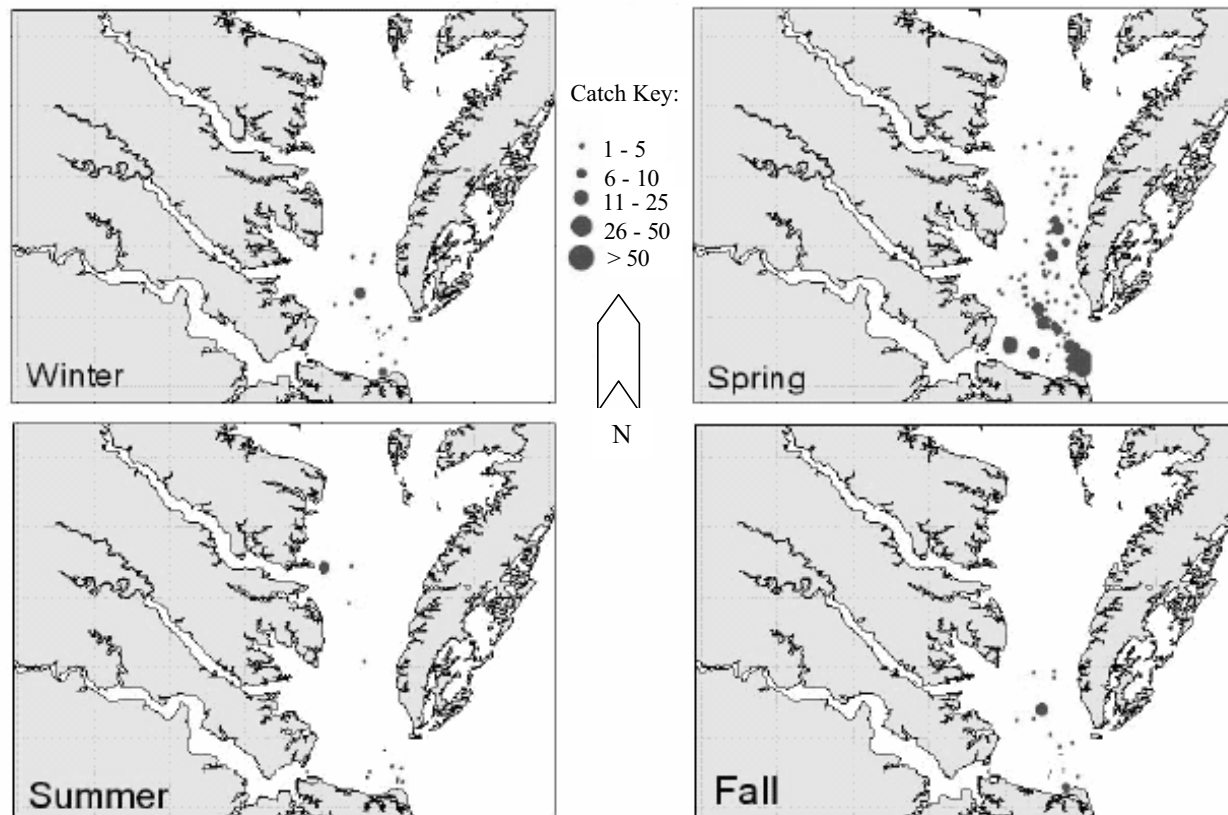 Winter
Catch Key:
1 - 5
6 - 10
11 - 25
26 - 50
> 50
N
Spring
Summer
Fall